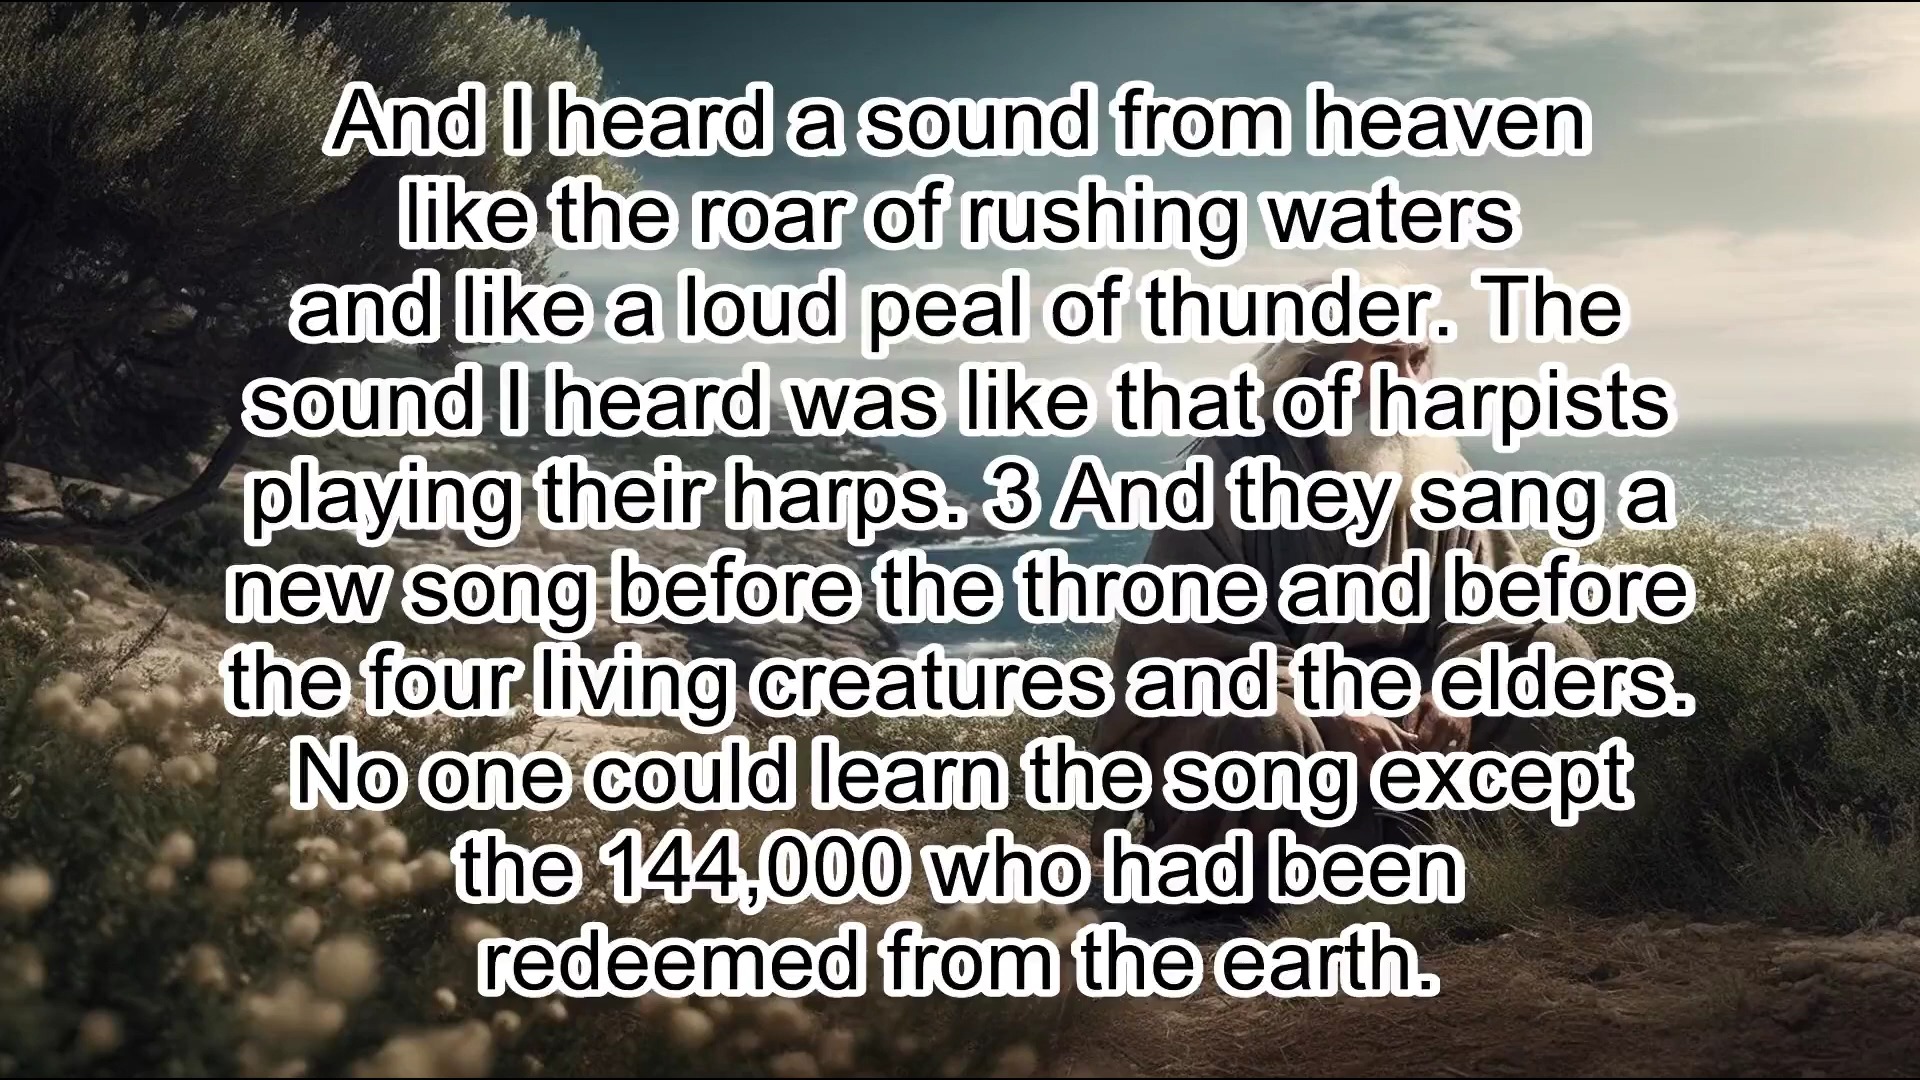 And I heard a sound from heaven
like the roar of rushing waters
and like a loud peal of thunder. The
sound I heard was like that of harpists
playing their harps. 3 And they sang a
new song before the throne and before
the four living creatures and the elders.
No one could learn the song except
the 144,000 who had been
redeemed from the earth.